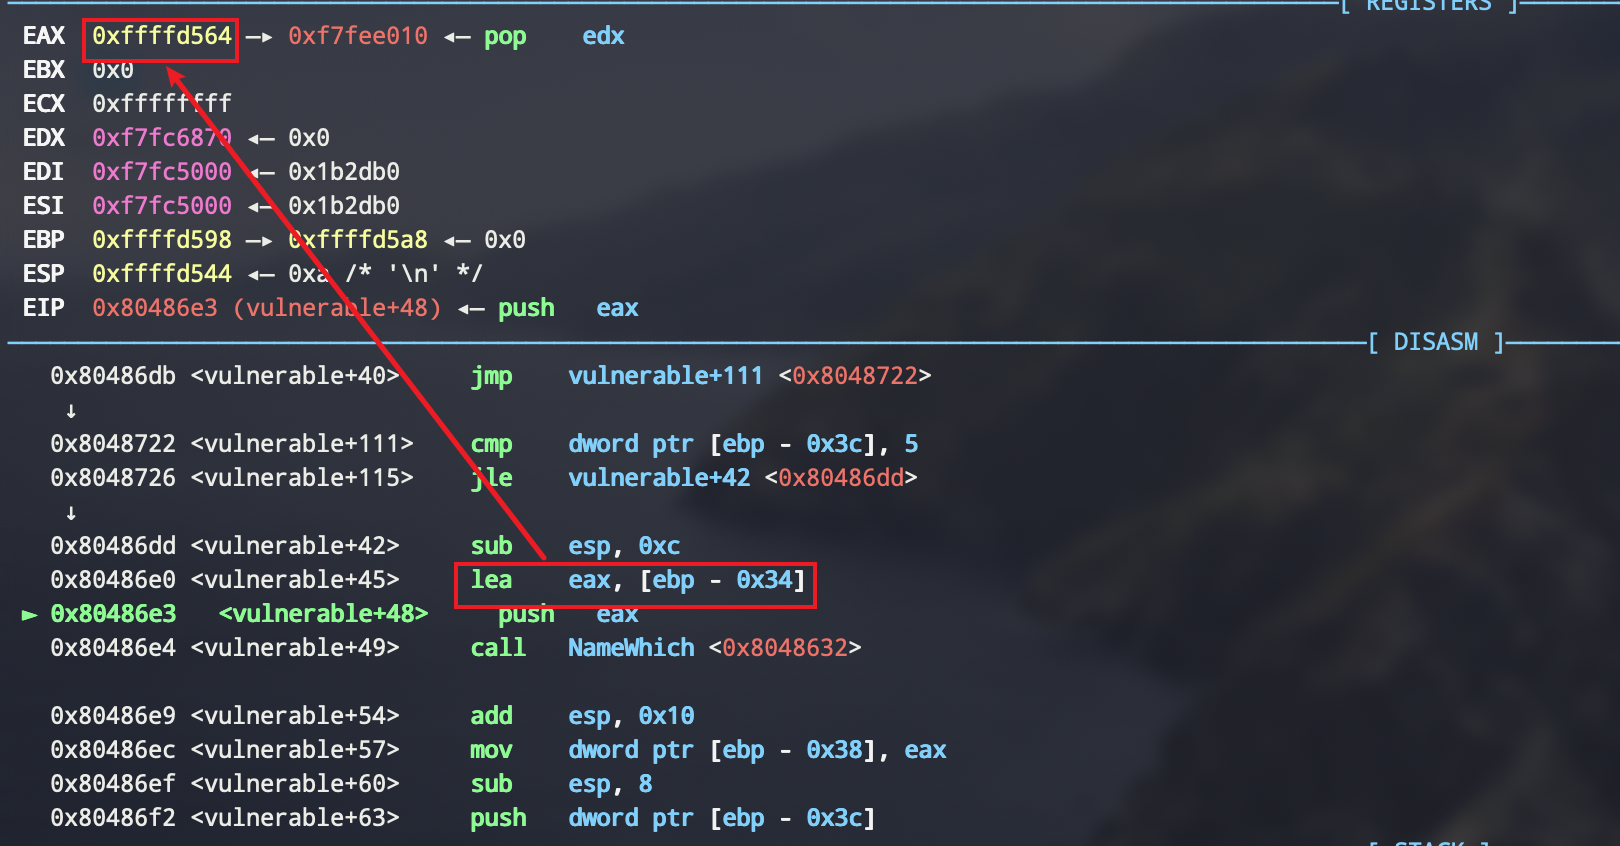 [ REGISTERS ]
EAX 0xffffd564 —▸ 0xf7fee010 ◂— pop edx
EBX 0x0
ECX 0xffffffff
EDX 0xf7fc6870 ◂— 0x0
EDI 0xf7fc5000 ◂— 0x1b2db0
ESI 0xf7fc5000 ◂— 0x1b2db0
EBP 0xffffd598 —▸ 0xffffd5a8 ◂— 0x0
ESP 0xffffd544 ◂— 0xa /* '\n' */
EIP 0x80486e3 (vulnerable+48) ◂— push eax
[ DISASM ]
0x80486db <vulnerable+40> jmp vulnerable+111 <0x8048722>
↓
0x8048722 <vulnerable+111> cmp dword ptr [ebp - 0x3c], 5
0x8048726 <vulnerable+115> jle vulnerable+42 <0x80486dd>
↓
0x80486dd <vulnerable+42> sub esp, 0xc
0x80486e0 <vulnerable+45> lea eax, [ebp - 0x34]
► 0x80486e3 <vulnerable+48> push eax
0x80486e4 <vulnerable+49> call NameWhich <0x8048632>
0x80486e9 <vulnerable+54> add esp, 0x10
0x80486ec <vulnerable+57> mov dword ptr [ebp - 0x38], eax
0x80486ef <vulnerable+60> sub esp, 8
0x80486f2 <vulnerable+63> push dword ptr [ebp - 0x3c]
[ STACK ]